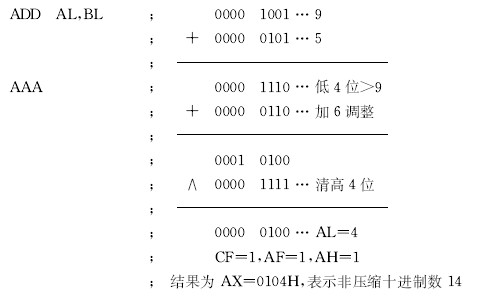 ADD AL,BL ; 0000 1001 … 9
; + 0000 0101 … 5
;
AAA ; 0000 1110 … 低 4 位>9
; + 0000 0110 … 加 6 调整
;
; 0001 0100
; ∧ 0000 1111 … 清高 4 位
;
; 0000 0100 … AL=4
; CF=1,AF=1,AH=1
; 结果为 AX=0104H,表示非压缩十进制数 14